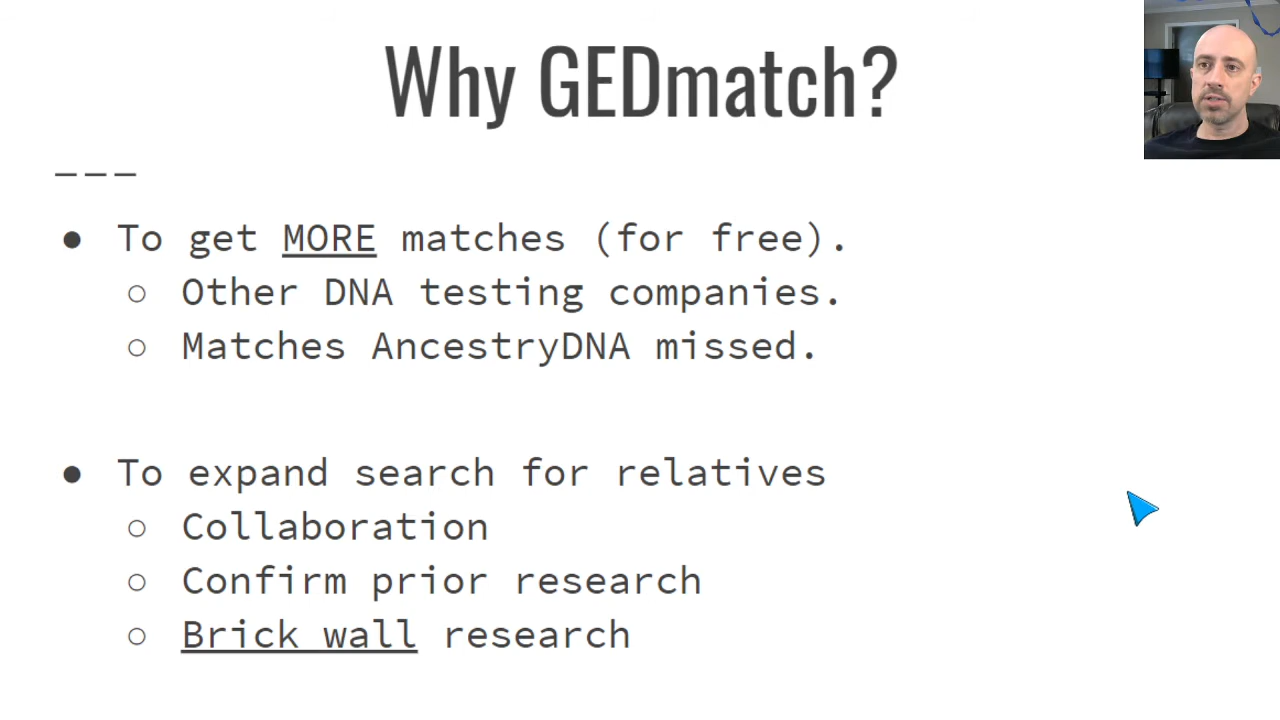 Why GEDmatch?
● To get MORE matches (for free).
○ Other DNA testing companies.
○ Matches AncestryDNA missed.
● To expand search for relatives
○ Collaboration
○ Confirm prior research
○ Brick wall research